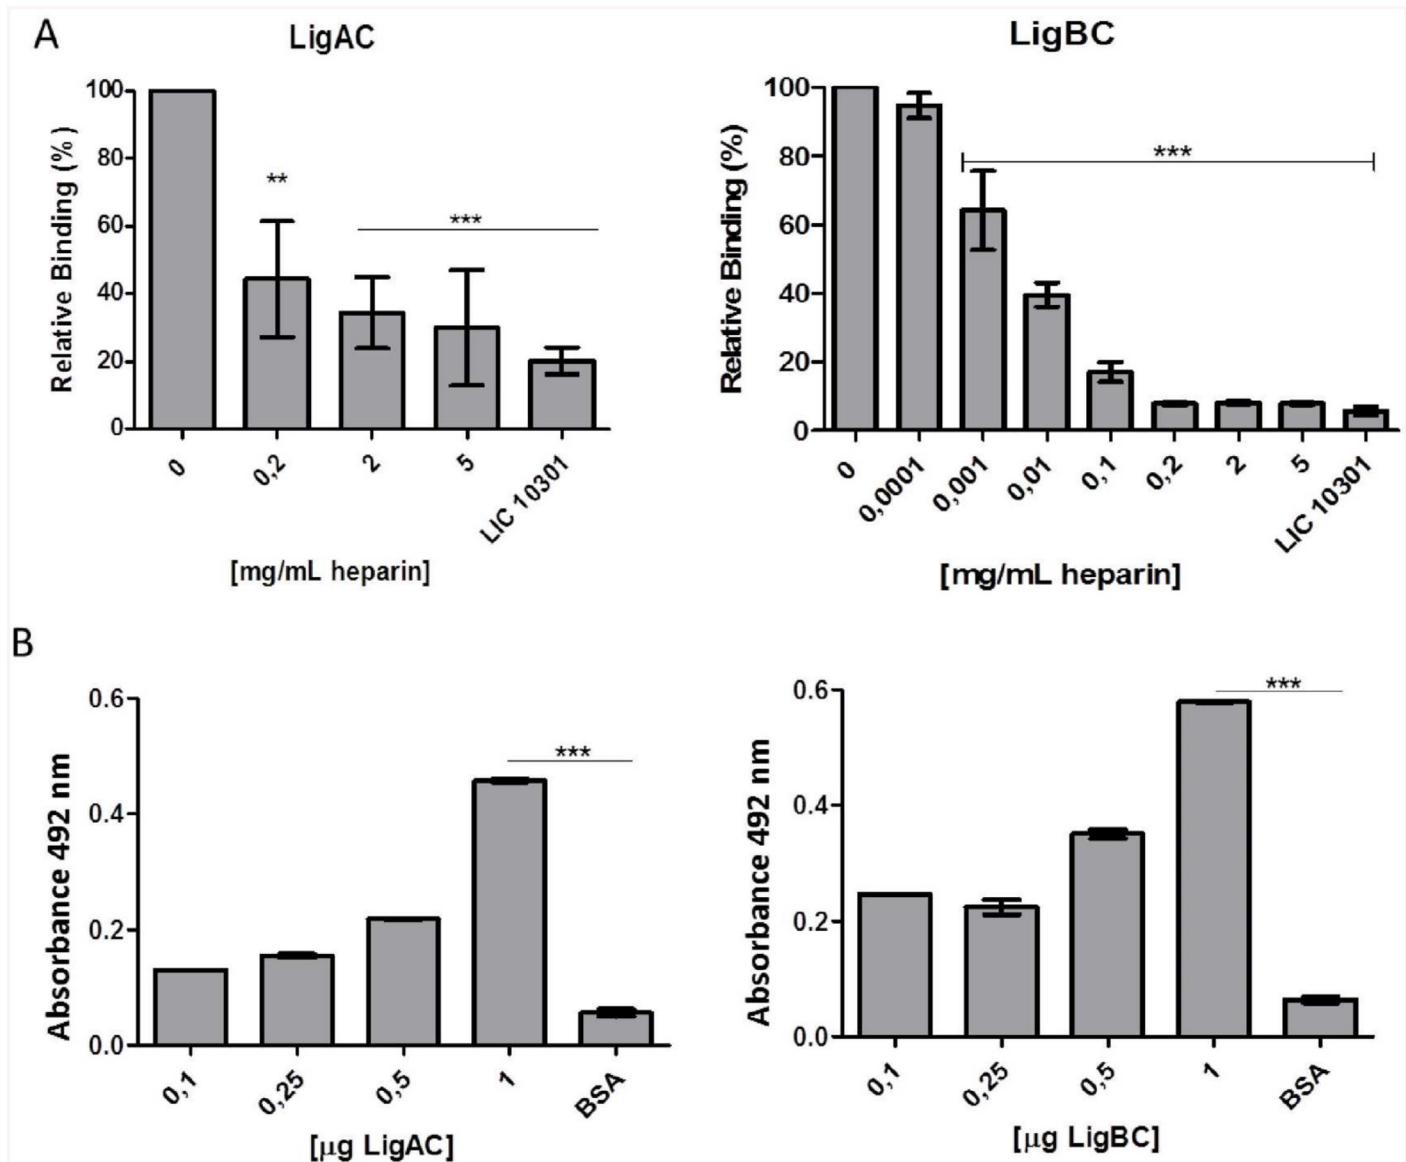 A
LigAC
Relative Binding (%)
100
80
60
40
20
0
**
***
0
0,2
2
5
LIC 10301
[mg/mL heparin]
LigBC
Relative Binding (%)
100
80
60
40
20
0
***
0
0,0001
0,001
0,01
0,1
0,2
2
5
LIC 10301
[mg/mL heparin]
B
Absorbance 492 nm
0.6
0.4
0.2
0.0
***
0,1
0,25
0,5
1
BSA
[µg LigAC]
Absorbance 492 nm
0.6
0.4
0.2
0.0
***
0,1
0,25
0,5
1
BSA
[µg LigBC]